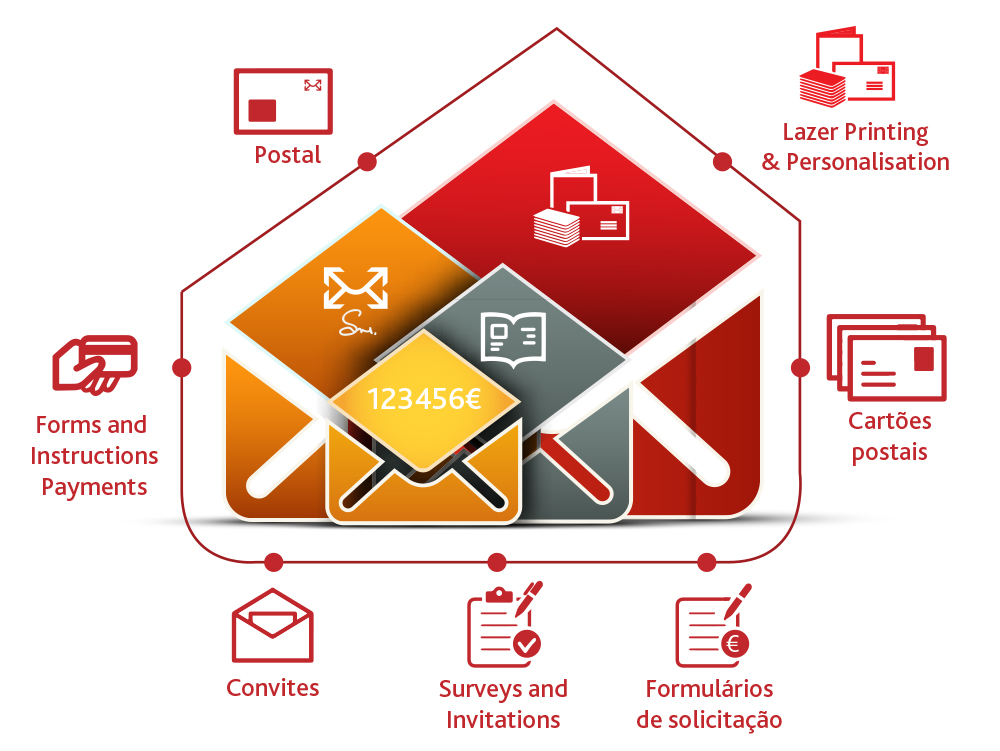 Postal
Lazer Printing
& Personalisation
123456€
Forms and
Instructions
Payments
Cartões
postais
Convites
Surveys and
Invitations
€
Formulários
de solicitação